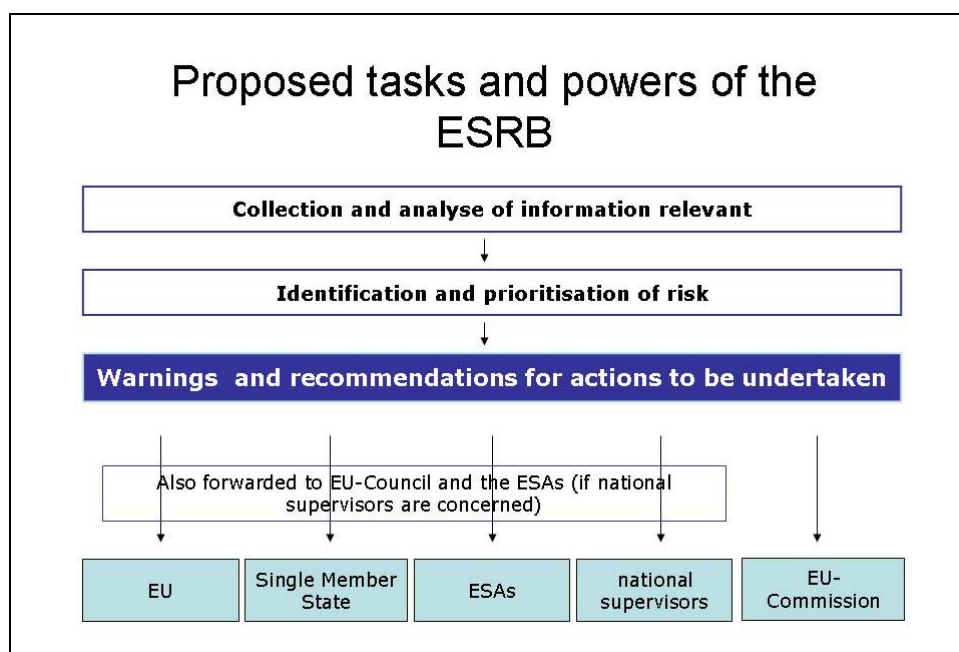 Proposed tasks and powers of the
ESRB
Collection and analyse of information relevant
Identification and prioritisation of risk
Warnings and recommendations for actions to be undertaken
Also forwarded to EU-Council and the ESAs (if national
supervisors are concerned)
EU
Single Member
State
ESAs
national
supervisors
EU-
Commission